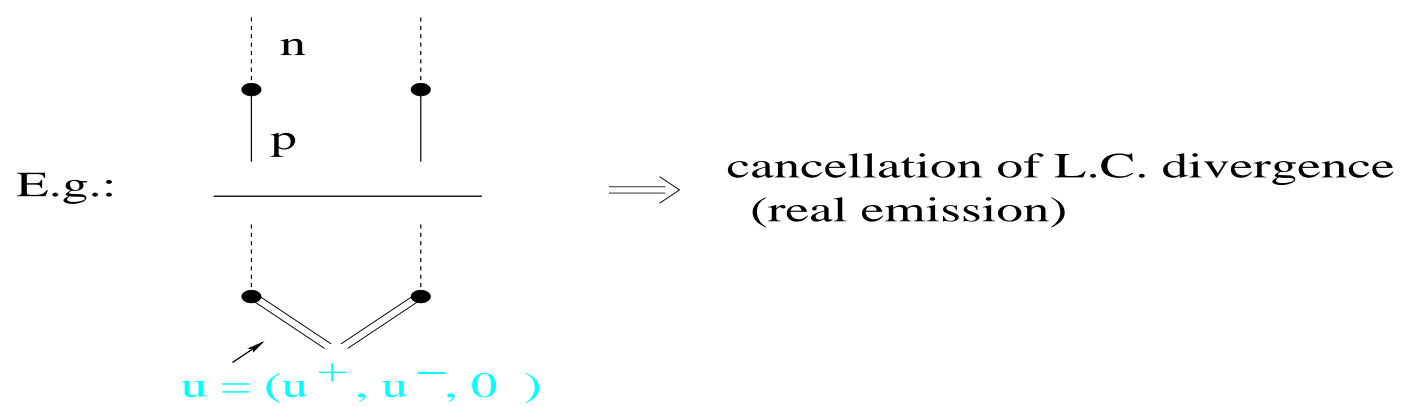 n
p
E.g.:
cancellation of L.C. divergence
(real emission)
u = (u⁺, u⁻, 0 )